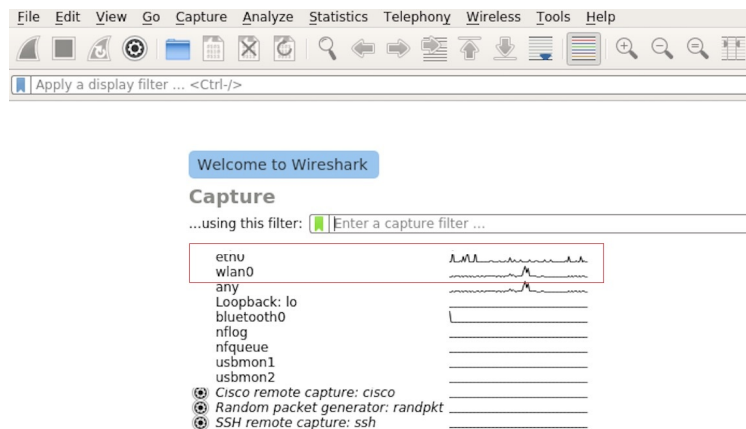 File Edit View Go Capture Analyze Statistics Telephony Wireless Tools Help
Apply a display filter ... <Ctrl-/>
Welcome to Wireshark
Capture
...using this filter: Enter a capture filter ...
eth0
wlan0
any
Loopback: lo
bluetooth0
nflog
nfqueue
usbmon1
usbmon2
Cisco remote capture: cisco
Random packet generator: randpkt
SSH remote capture: ssh